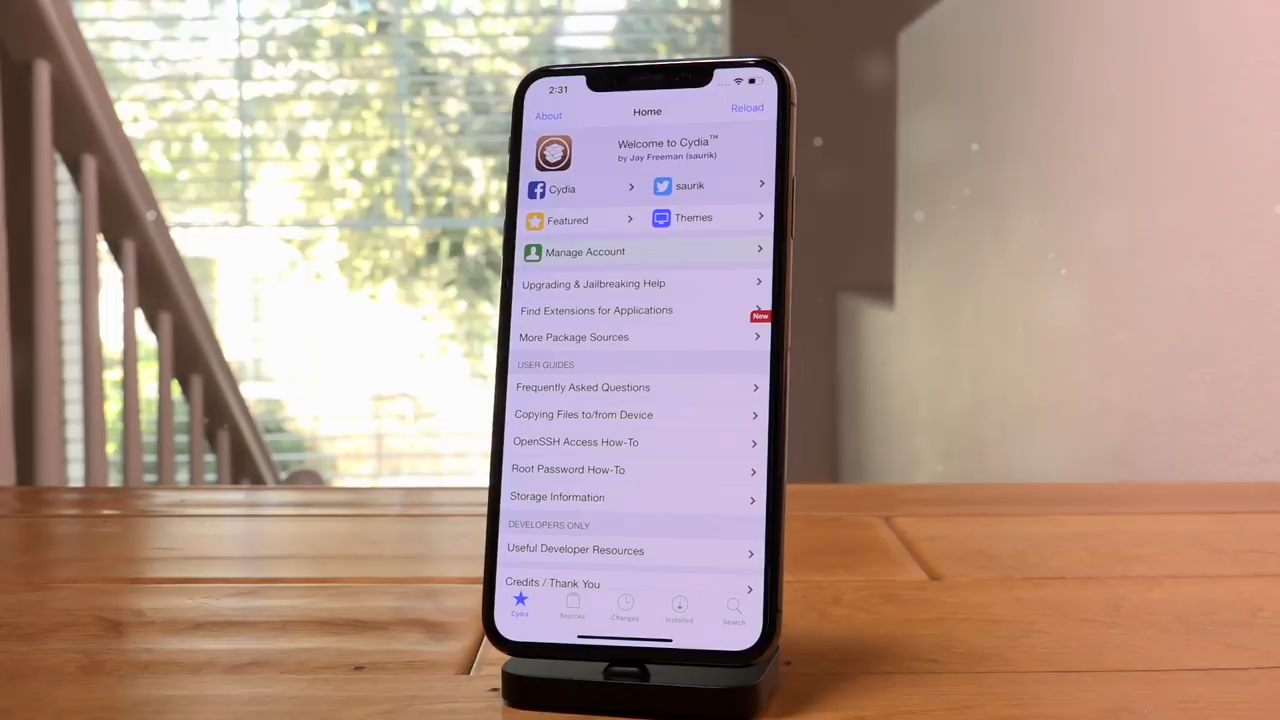 2:31
About Home Reload
Welcome to Cydia™
by Jay Freeman (saurik)
Cydia saurik
Featured Themes
Manage Account
Upgrading & Jailbreaking Help
Find Extensions for Applications
New
More Package Sources
USER GUIDES
Frequently Asked Questions
Copying Files to/from Device
OpenSSH Access How-To
Root Password How-To
Storage Information
DEVELOPERS ONLY
Useful Developer Resources
Credits / Thank You
Cydia Sources Changes Installed Search